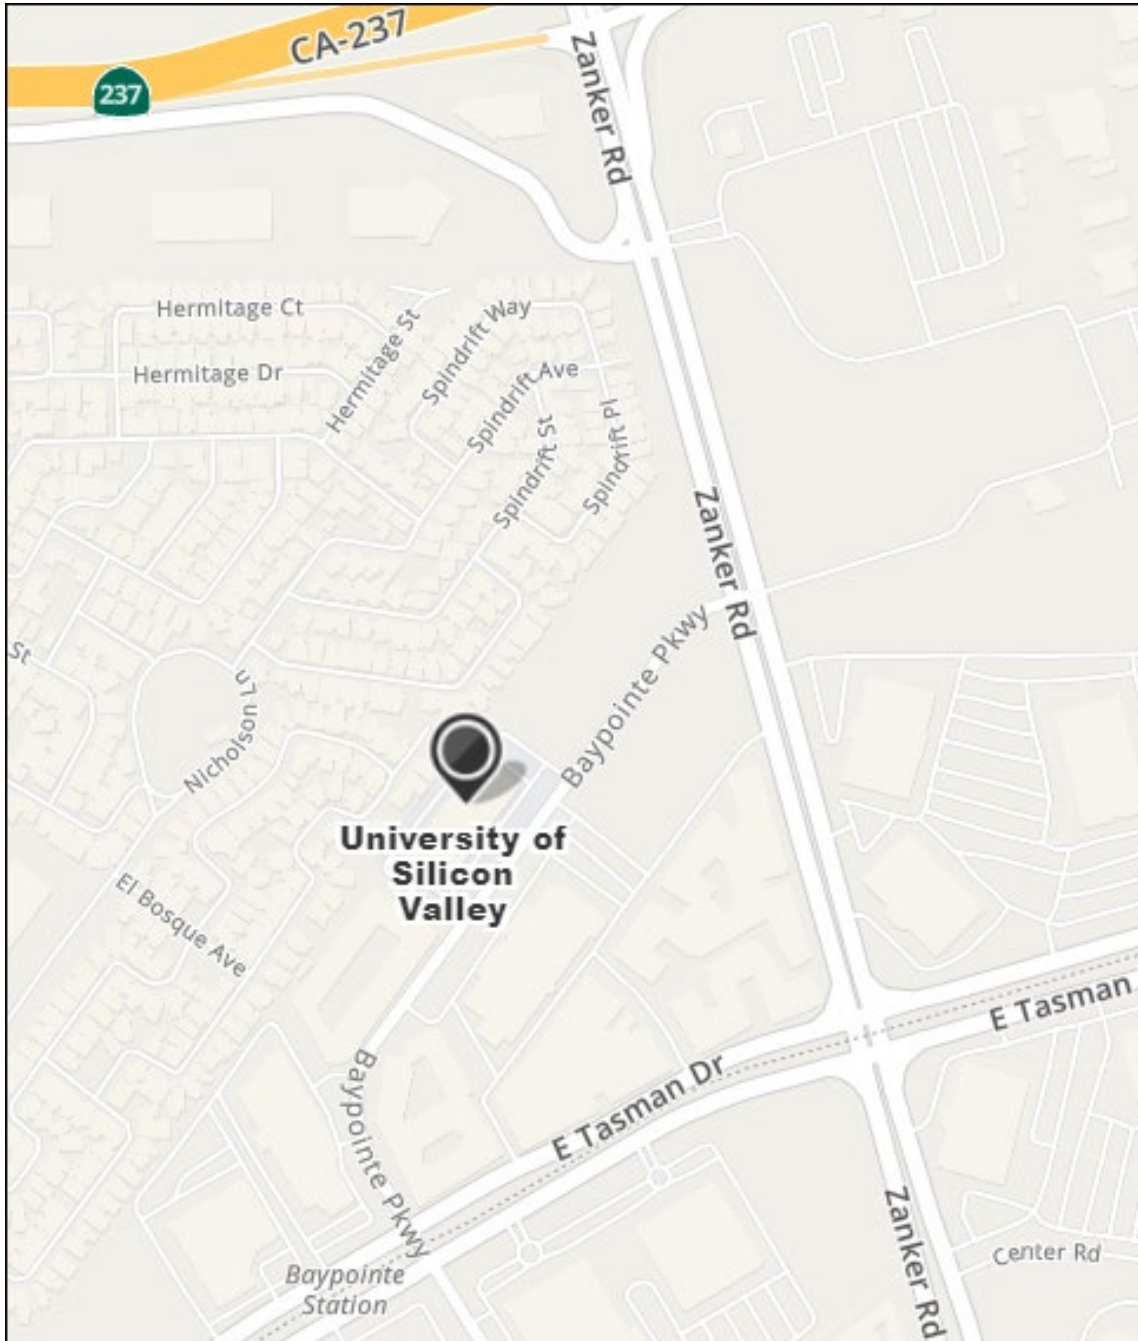 CA-237
237
Zanker Rd
Hermitage Ct
Hermitage Dr
Hermitage St
Spindrift Way
Spindrift Ave
Spindrift St
Spindrift Pl
Zanker Rd
Baypointe Pkwy
St
Nicholson Ln
University of
Silicon
Valley
El Bosque Ave
E Tasman
Baypointe Pkwy
E Tasman Dr
Zanker Rd
Center Rd
Baypointe
Station